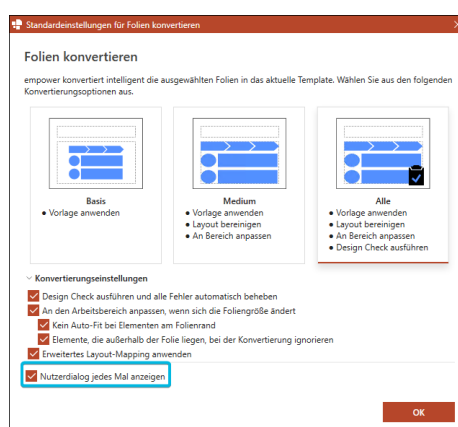 Standardeinstellungen für Folien konvertieren
Folien konvertieren
empower konvertiert intelligent die ausgewählten Folien in das aktuelle Template. Wählen Sie aus den folgenden
Konvertierungsoptionen aus.
Basis
• Vorlage anwenden
Medium
• Vorlage anwenden
• Layout bereinigen
• An Bereich anpassen
Alle
• Vorlage anwenden
• Layout bereinigen
• An Bereich anpassen
• Design Check ausführen
Konvertierungseinstellungen
Design Check ausführen und alle Fehler automatisch beheben
An den Arbeitsbereich anpassen, wenn sich die Foliengröße ändert
Kein Auto-Fit bei Elementen am Folienrand
Elemente, die außerhalb der Folie liegen, bei der Konvertierung ignorieren
Erweitertes Layout-Mapping anwenden
Nutzerdialog jedes Mal anzeigen
OK